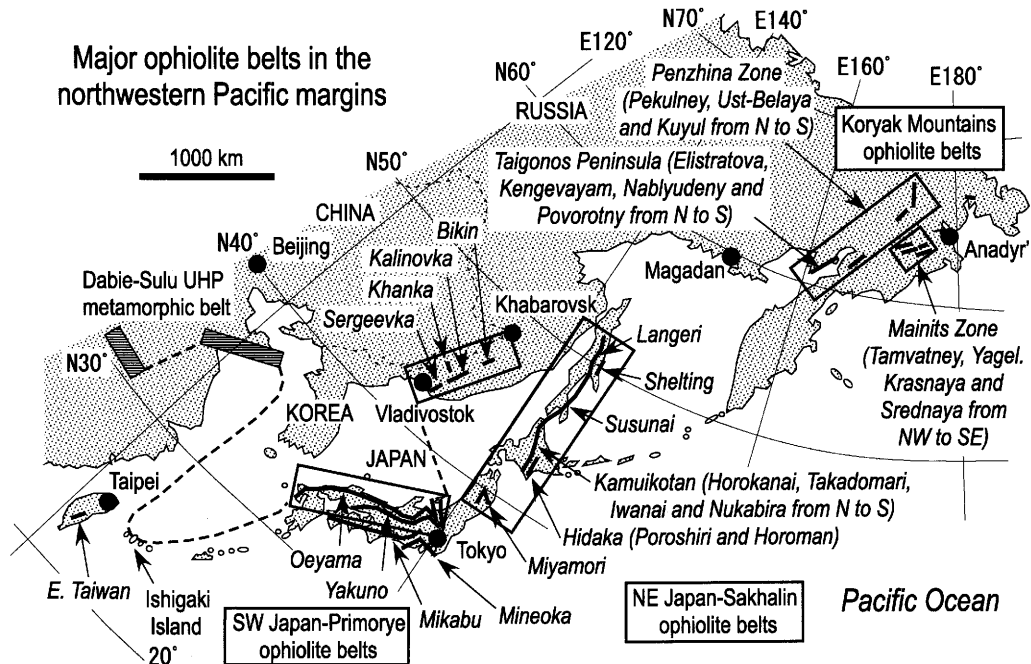 Major ophiolite belts in the
northwestern Pacific margins
1000 km
N70°
E140°
E120°
N60°
E160°
E180°
RUSSIA
Penzhina Zone
(Pekulney, Ust-Belaya
and Kuyul from N to S)
Koryak Mountains
ophiolite belts
Taigonos Peninsula (Elistratova,
Kengevayam, Nablyudeny and
Povorotny from N to S)
N50°
CHINA
Bikin
N40°
Beijing
Kalinovka
Khanka
Sergeevka
Khabarovsk
Magadan
Anadyr'
Dabie-Sulu UHP
metamorphic belt
N30°
KOREA
Vladivostok
Langeri
Shelting
Susunai
Mainits Zone
(Tamvatney, Yagel.
Krasnaya and
Srednaya from
NW to SE)
JAPAN
Taipei
Kamuikotan (Horokanai, Takadomari,
Iwanai and Nukabira from N to S)
Hidaka (Poroshiri and Horoman)
Tokyo
Miyamori
Oeyama
Yakuno
Mikabu
Mineoka
E. Taiwan
Ishigaki
Island
20°
SW Japan-Primorye
ophiolite belts
NE Japan-Sakhalin
ophiolite belts
Pacific Ocean